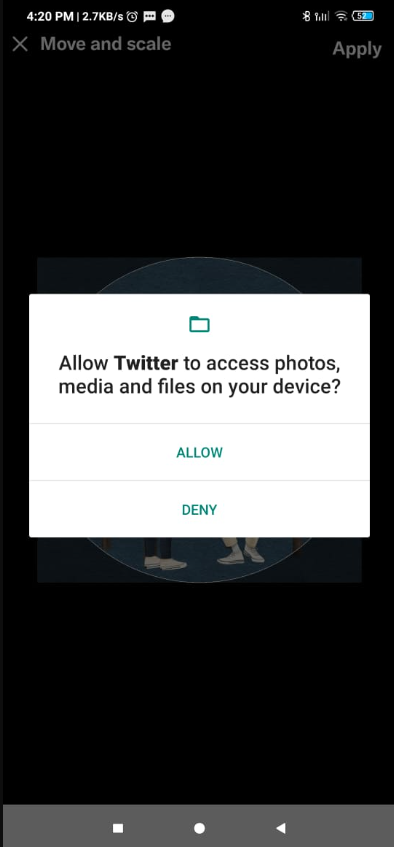 4:20 PM | 2.7KB/s
52
Move and scale
Apply
Allow Twitter to access photos,
media and files on your device?
ALLOW
DENY